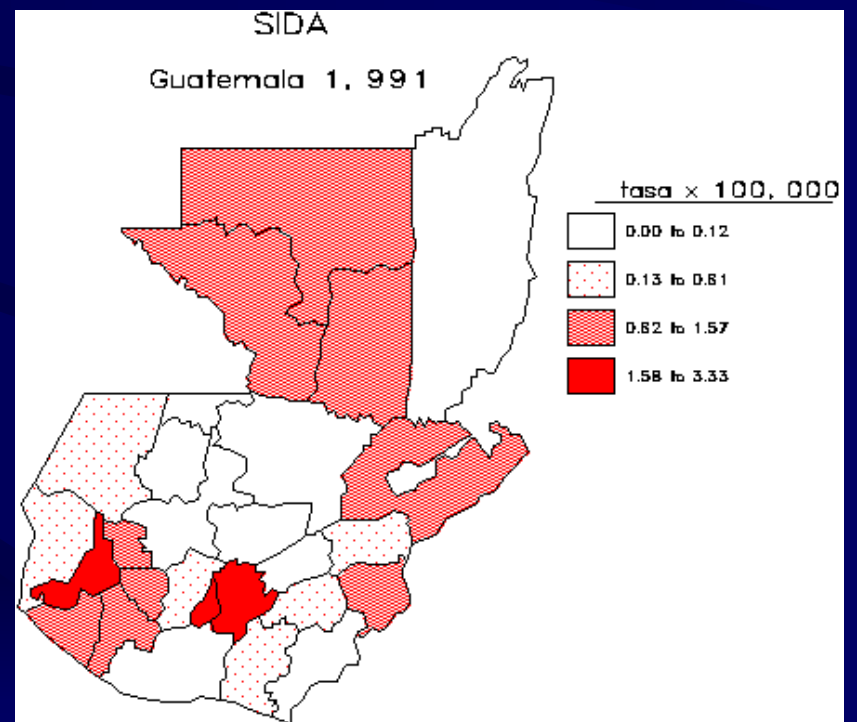 SIDA
Guatemala 1, 991
tasa × 100, 000
0.00 to 0.12
0.13 to 0.61
0.62 to 1.57
1.58 to 3.33